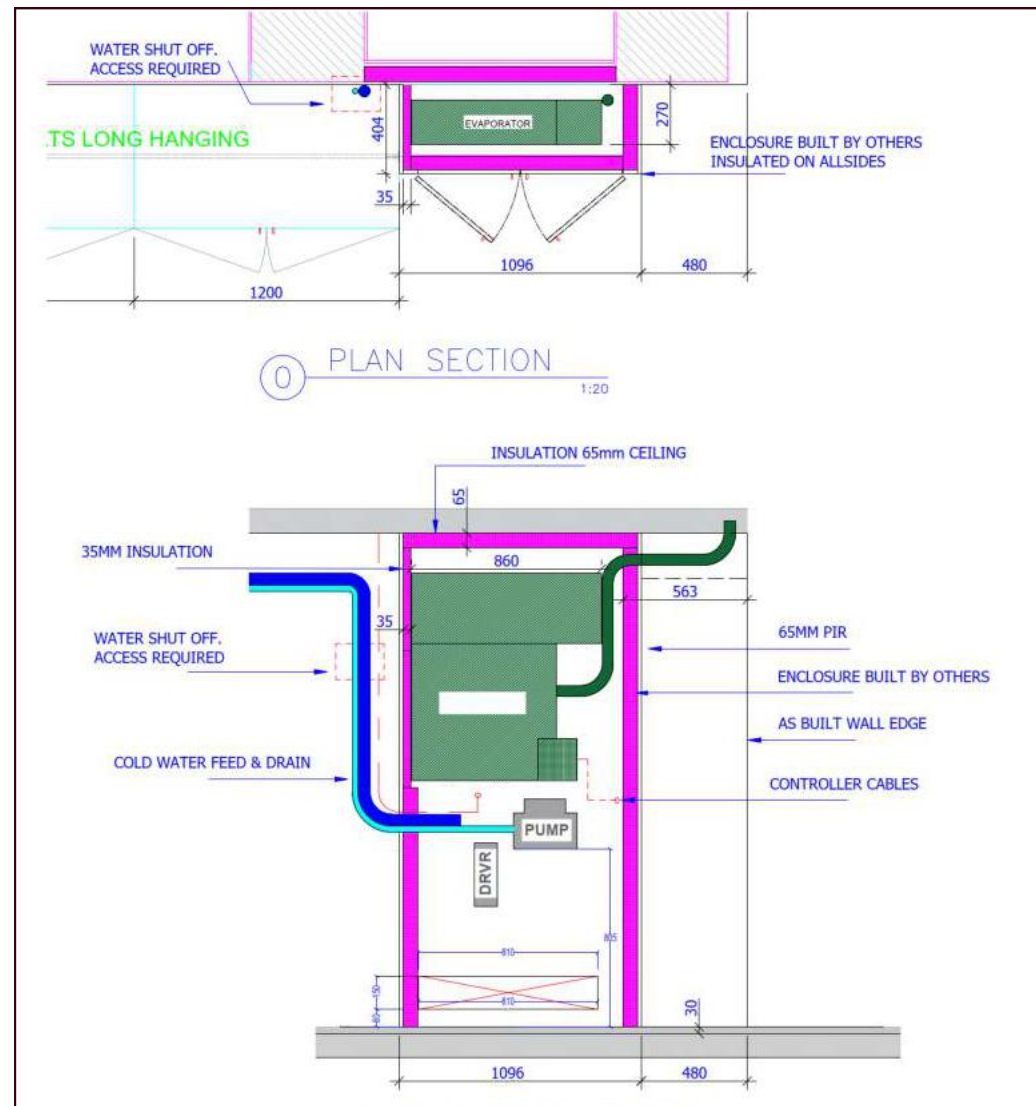 WATER SHUT OFF.
ACCESS REQUIRED
TS LONG HANGING
404
EVAPORATOR
270
ENCLOSURE BUILT BY OTHERS
INSULATED ON ALLSIDES
35
1096
480
1200
O
PLAN SECTION
1:20
INSULATION 65mm CEILING
65
35MM INSULATION
860
563
35
WATER SHUT OFF.
ACCESS REQUIRED
65MM PIR
ENCLOSURE BUILT BY OTHERS
AS BUILT WALL EDGE
COLD WATER FEED & DRAIN
CONTROLLER CABLES
PUMP
DRVR
805
810
150
810
80
30
1096
480